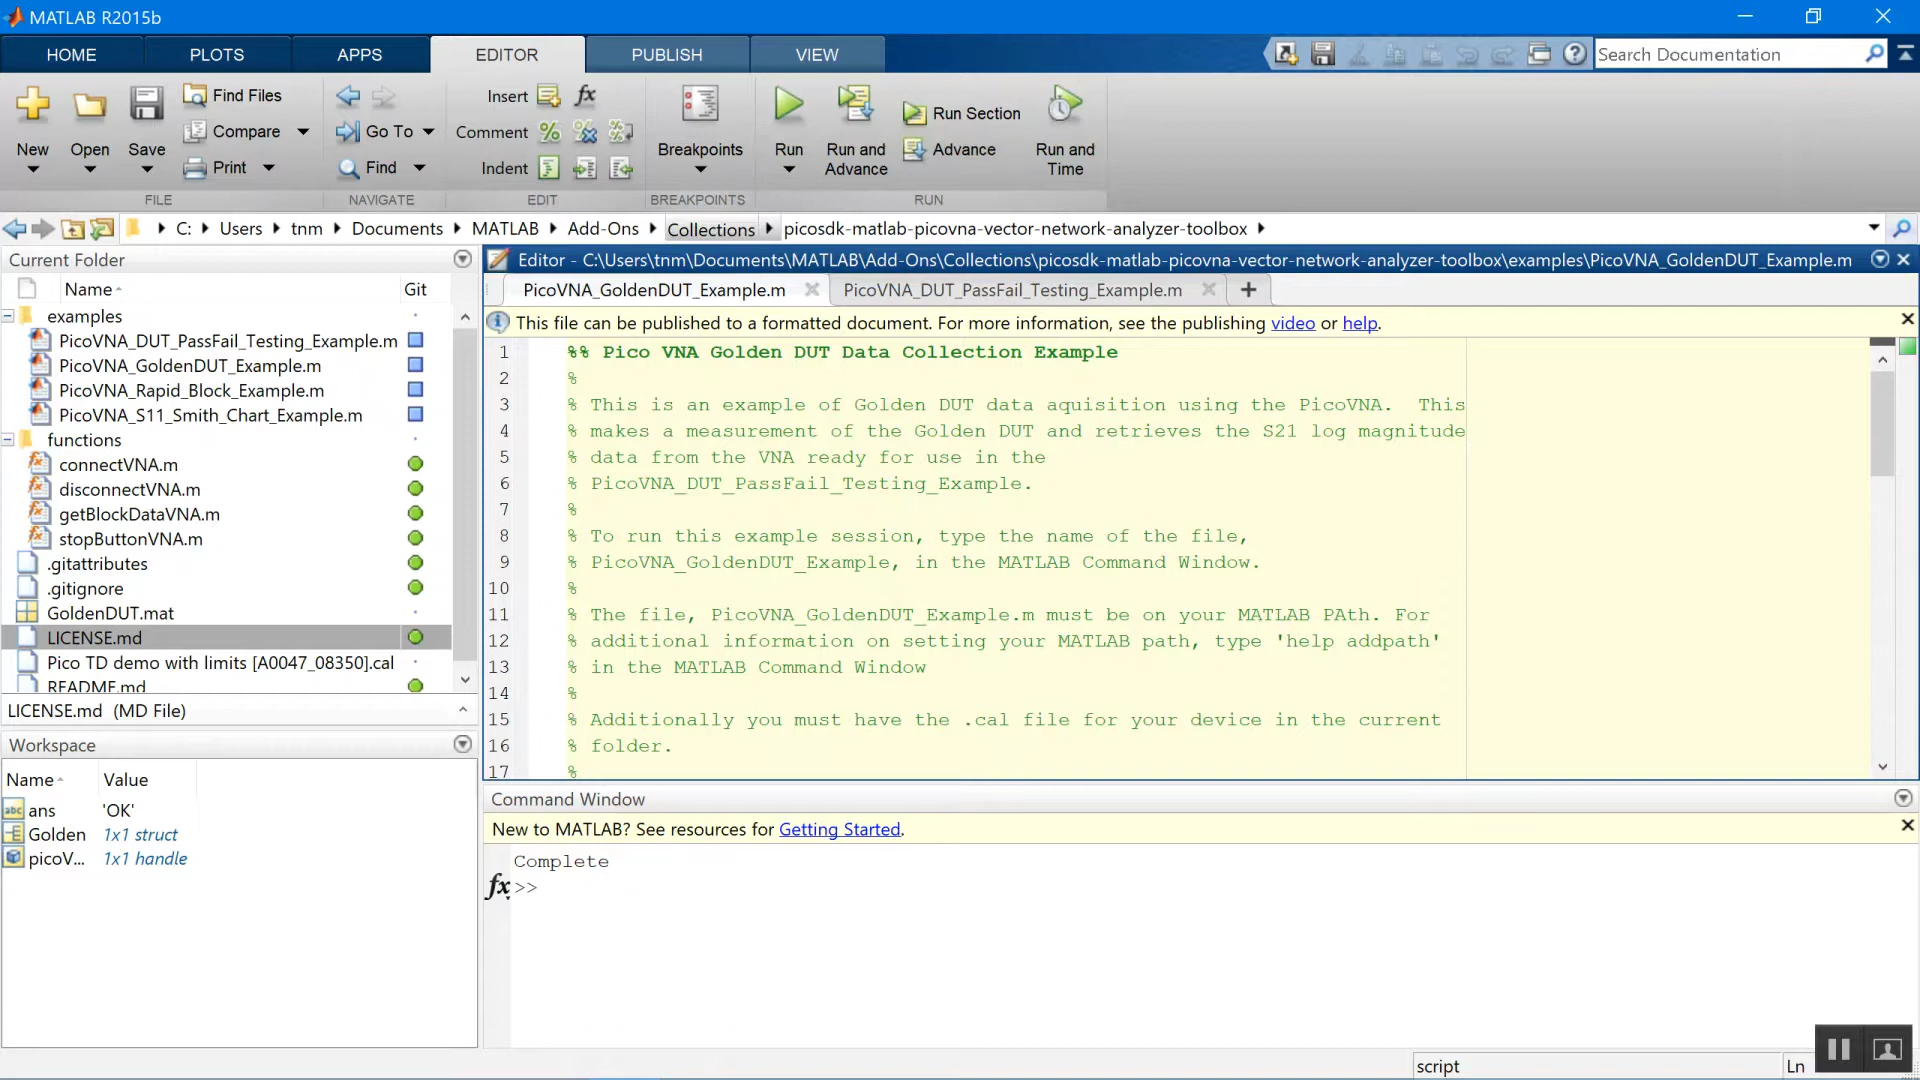 MATLAB R2015b
HOME PLOTS APPS EDITOR PUBLISH VIEW
Search Documentation
New
Open
Save
Find Files
Compare
Print
FILE
Go To
Find
NAVIGATE
Insert fx
Comment
Indent
EDIT
Breakpoints
BREAKPOINTS
Run
Run and Advance
Run Section
Advance
Run and Time
RUN
C: Users tnm Documents MATLAB Add-Ons Collections picosdk-matlab-picovna-vector-network-analyzer-toolbox
Current Folder
Name Git
examples
PicoVNA_DUT_PassFail_Testing_Example.m
PicoVNA_GoldenDUT_Example.m
PicoVNA_Rapid_Block_Example.m
PicoVNA_S11_Smith_Chart_Example.m
functions
connectVNA.m
disconnectVNA.m
getBlockDataVNA.m
stopButtonVNA.m
.gitattributes
.gitignore
GoldenDUT.mat
LICENSE.md
Pico TD demo with limits [A0047_08350].cal
README.md
LICENSE.md (MD File)
Workspace
Name Value
abc ans 'OK'
Golden 1x1 struct
picoV... 1x1 handle
Editor - C:\Users\tnm\Documents\MATLAB\Add-Ons\Collections\picosdk-matlab-picovna-vector-network-analyzer-toolbox\examples\PicoVNA_GoldenDUT_Example.m
PicoVNA_GoldenDUT_Example.m PicoVNA_DUT_PassFail_Testing_Example.m
This file can be published to a formatted document. For more information, see the publishing video or help.
1 %% Pico VNA Golden DUT Data Collection Example
2 %
3 % This is an example of Golden DUT data aquisition using the PicoVNA. This
4 % makes a measurement of the Golden DUT and retrieves the S21 log magnitude
5 % data from the VNA ready for use in the
6 % PicoVNA_DUT_PassFail_Testing_Example.
7 %
8 % To run this example session, type the name of the file,
9 % PicoVNA_GoldenDUT_Example, in the MATLAB Command Window.
10 %
11 % The file, PicoVNA_GoldenDUT_Example.m must be on your MATLAB PAth. For
12 % additional information on setting your MATLAB path, type 'help addpath'
13 % in the MATLAB Command Window
14 %
15 % Additionally you must have the .cal file for your device in the current
16 % folder.
17 %
Command Window
New to MATLAB? See resources for Getting Started.
Complete
fx >>
script Ln